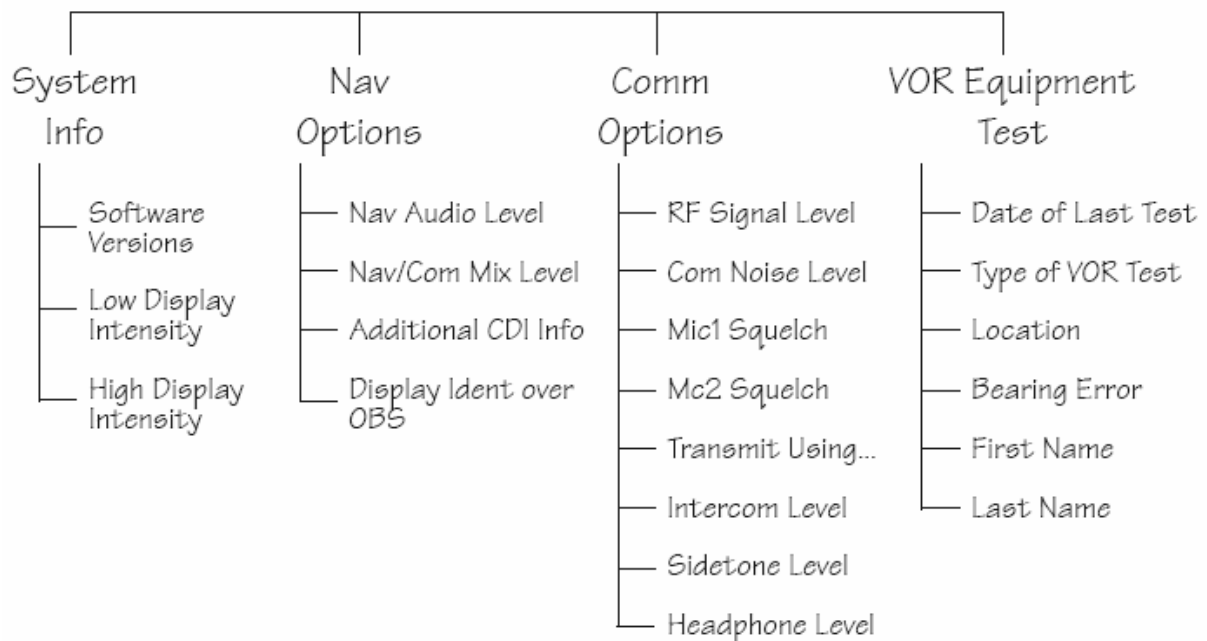 System
Info
Software
Versions
Low Display
Intensity
High Display
Intensity
Nav
Options
Nav Audio Level
Nav/Com Mix Level
Additional CDI Info
Display Ident over
OBS
Comm
Options
RF Signal Level
Com Noise Level
Mic1 Squelch
Mc2 Squelch
Transmit Using...
Intercom Level
Sidetone Level
Headphone Level
VOR Equipment
Test
Date of Last Test
Type of VOR Test
Location
Bearing Error
First Name
Last Name